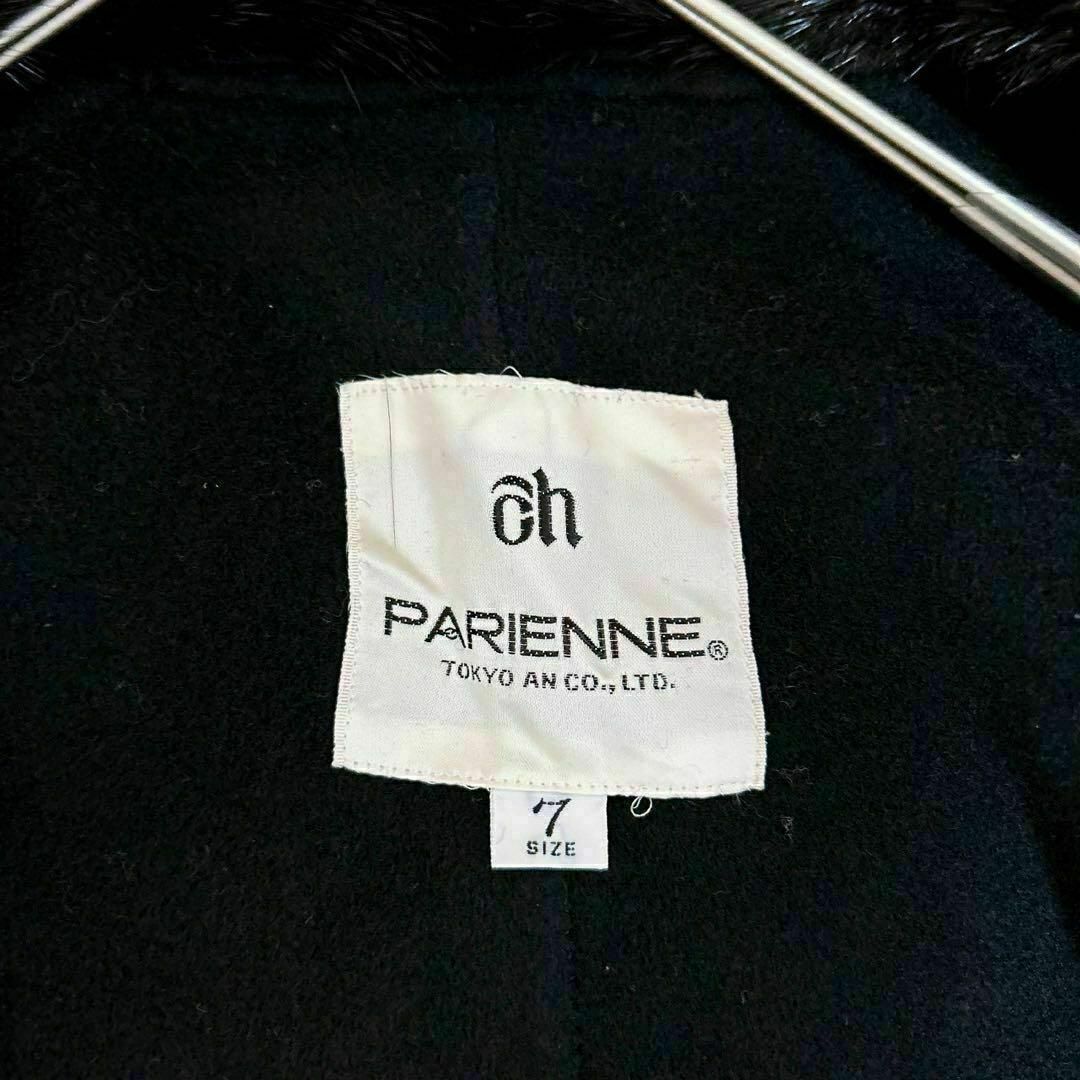 ch
PARIENNE®
TOKYO AN CO., LTD.
7
SIZE